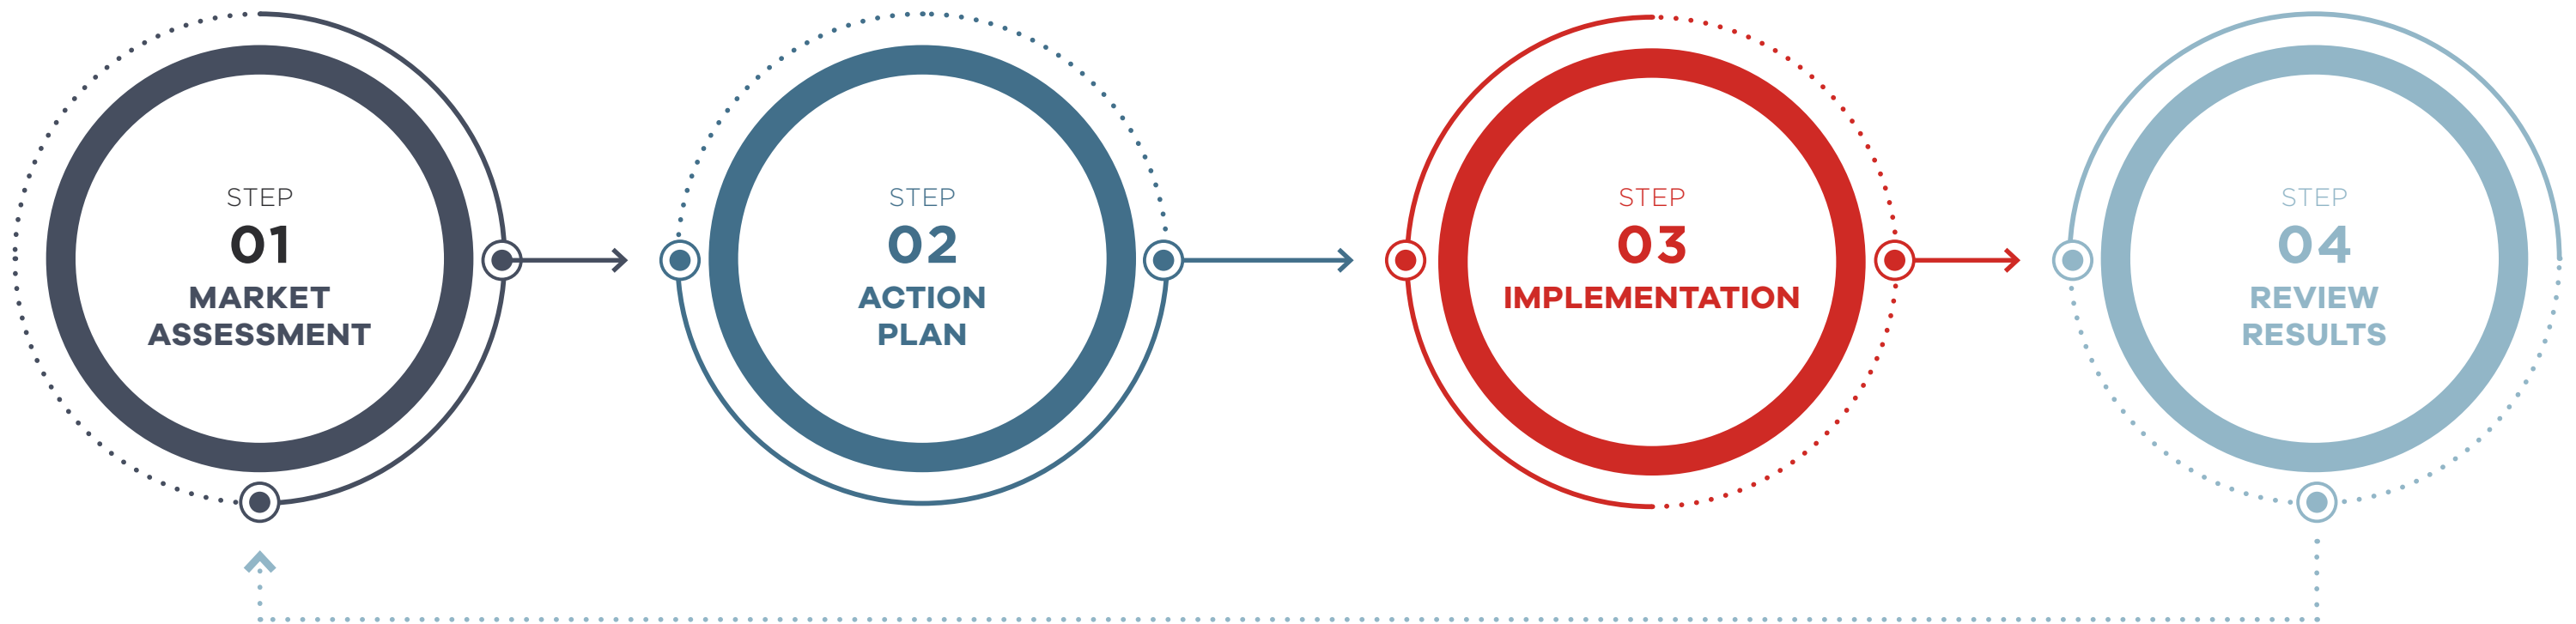 STEP
01
MARKET
ASSESSMENT
STEP
02
ACTION
PLAN
STEP
03
IMPLEMENTATION
STEP
04
REVIEW
RESULTS